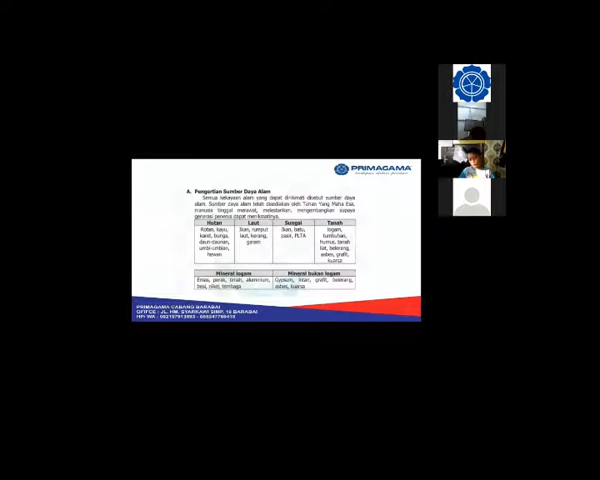 PRIMAGAMA
A. Pengertian Sumber Daya Alam
Semua kekayaan alam yang dapat dinikmati disebut sumber daya
alam. Sumber daya alam telah disediakan oleh Tuhan Yang Maha Esa,
manusia tinggal merawat, melestarikan, mengembangkan supaya
generasi penerus dapat menikmatinya.
Hutan Laut Sungai Tanah
Rotan, kayu, Ikan, rumput Ikan, batu, logam,
karet, bunga, laut, kerang, pasir, PLTA tumbuhan,
daun-daunan, garam humus, tanah
umbi-umbian, liat, belerang,
hewan asbes, grafit,
kuarsa
Mineral logam Mineral bukan logam
Emas, perak, timah, aluminium, Gypsum, intan, grafit, belerang,
besi, nikel, tembaga asbes, kuarsa
PRIMAGAMA CABANG BARABAI
OFIFCE : JL. HM. SYARKAWI SIMP. 10 BARABAI